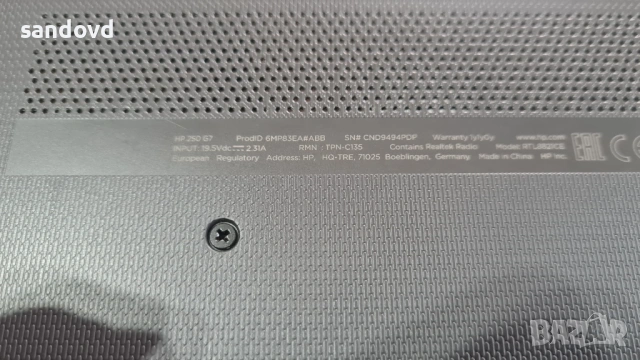 sandovd
HP 250 G7 ProdID 6MP83EA#ABB SN# CND9494PDF Warranty 1y1y0y www.hp.com
INPUT: 19.5Vdc 2.31A RMN : TPN-C135 Contains Realtek Radio Model: RTL8821CE
European Regulatory Address: HP, HQ-TRE, 71025 Boeblingen, Germany Made in China HP Inc.
EAC
BAZAR